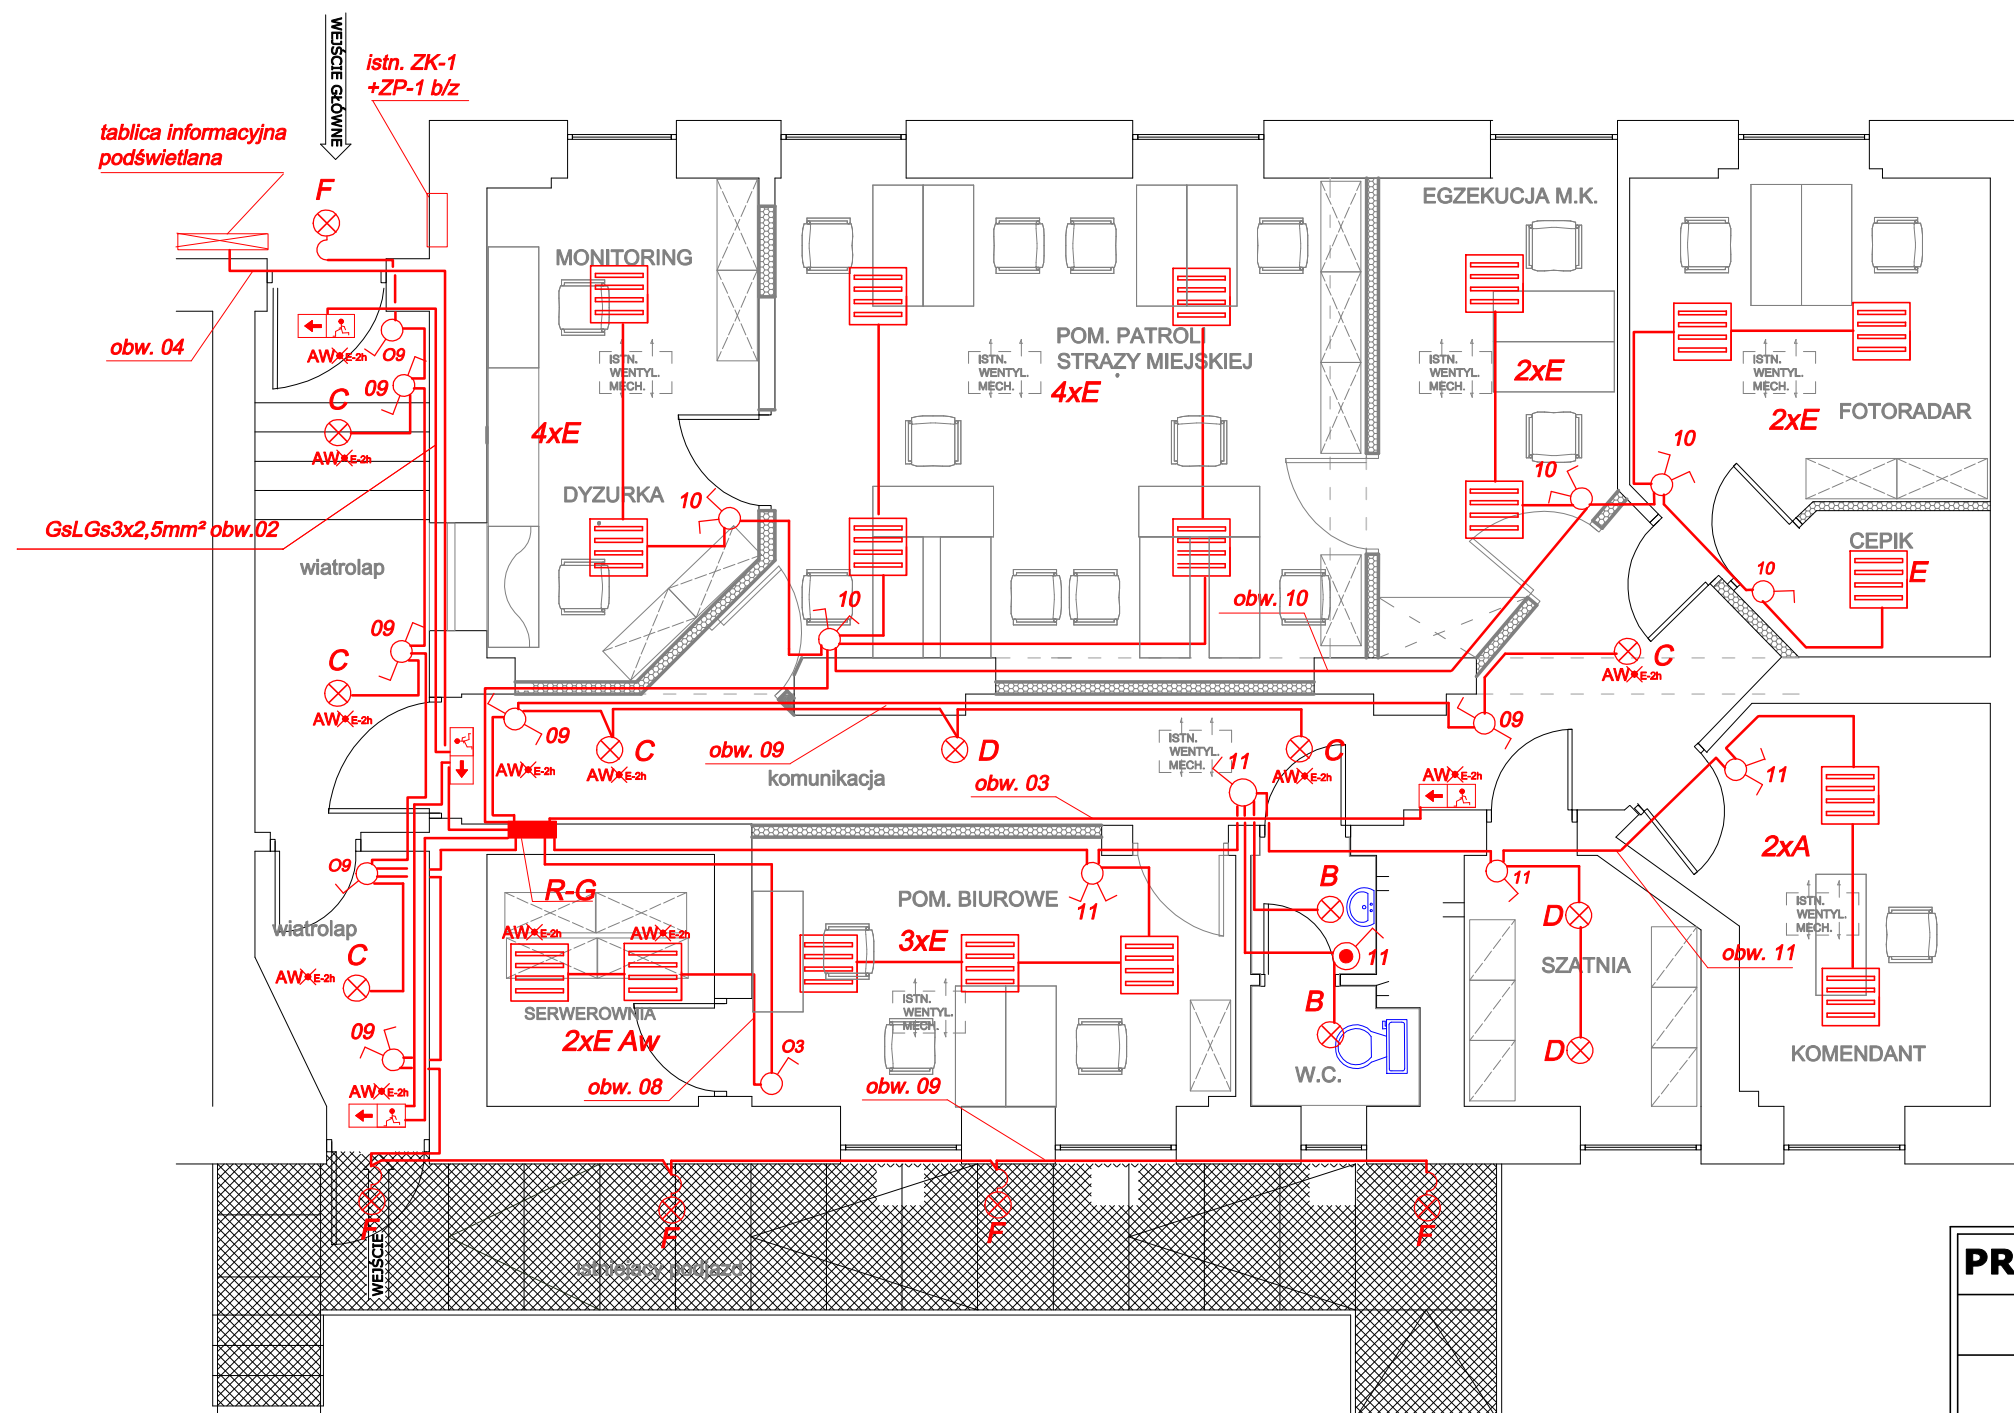 WEJŚCIE GŁÓWNE
istn. ZK-1
+ZP-1 b/z
tablica informacyjna
podświetlana
F
obw. 04
AW E-2h
O9
09
C
AW E-2h
GsLGs3x2,5mm² obw.02
wiatrolap
09
C
AW E-2h
MONITORING
ISTN.
WENTYL.
MECH.
4xE
DYZURKA
10
POM. PATROLI
STRAZY MIEJSKIEJ
ISTN.
WENTYL.
MECH.
4xE
10
EGZEKUCJA M.K.
ISTN.
WENTYL.
MECH.
2xE
10
obw. 10
ISTN.
WENTYL.
MECH.
2xE
FOTORADAR
10
CEPIK
10
E
C
AW E-2h
09
09
AW E-2h
C
AW E-2h
obw. 09
D
komunikacja
ISTN.
WENTYL.
MECH.
C
AW E-2h
11
obw. 03
AW E-2h
11
2xA
ISTN.
WENTYL.
MECH.
KOMENDANT
O9
wiatrolap
C
AW E-2h
09
AW E-2h
R-G
AW E-2h
AW E-2h
SERWEROWNIA
2xE Aw
obw. 08
O3
POM. BIUROWE
3xE
11
ISTN.
WENTYL.
MECH.
obw. 09
B
11
B
W.C.
11
D
SZATNIA
D
obw. 11
F
F
F
F
WEJŚCIE
istniejacy podjazd
PR